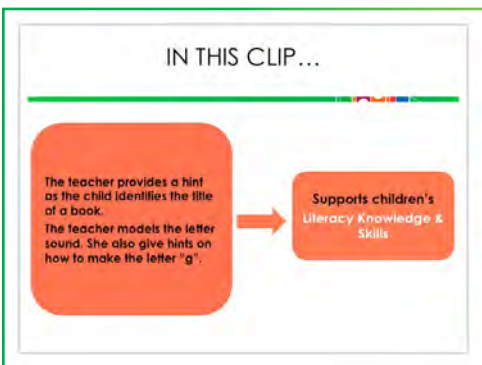 IN THIS CLIP…
The teacher provides a hint
as the child identifies the title
of a book.
The teacher models the letter
sound. She also give hints on
how to make the letter "g".
Supports children's
Literacy Knowledge &
Skills